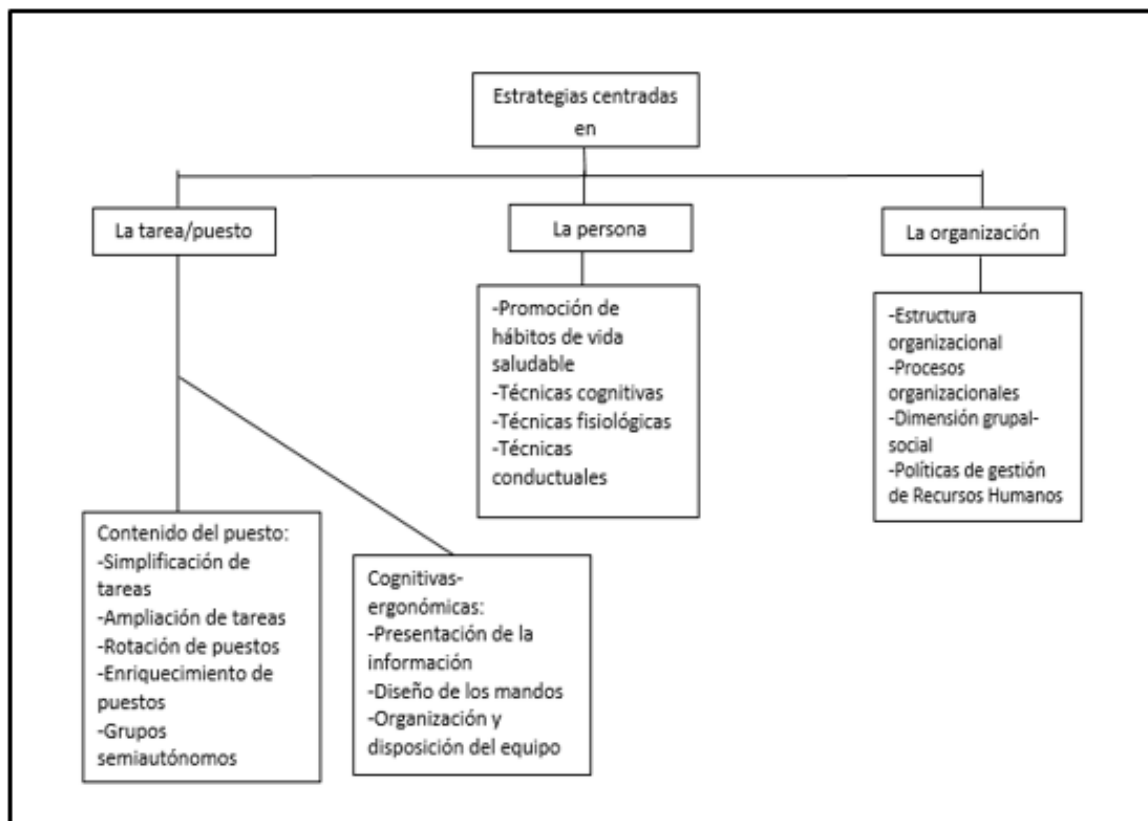 Estrategias centradas
en
La tarea/puesto
La persona
La organización
-Promoción de
hábitos de vida
saludable
-Técnicas cognitivas
-Técnicas fisiológicas
-Técnicas
conductuales
-Estructura
organizacional
-Procesos
organizacionales
-Dimensión grupal-
social
-Políticas de gestión
de Recursos Humanos
Contenido del puesto:
-Simplificación de
tareas
-Ampliación de tareas
-Rotación de puestos
-Enriquecimiento de
puestos
-Grupos
semiautónomos
Cognitivas-
ergonómicas:
-Presentación de la
información
-Diseño de los mandos
-Organización y
disposición del equipo